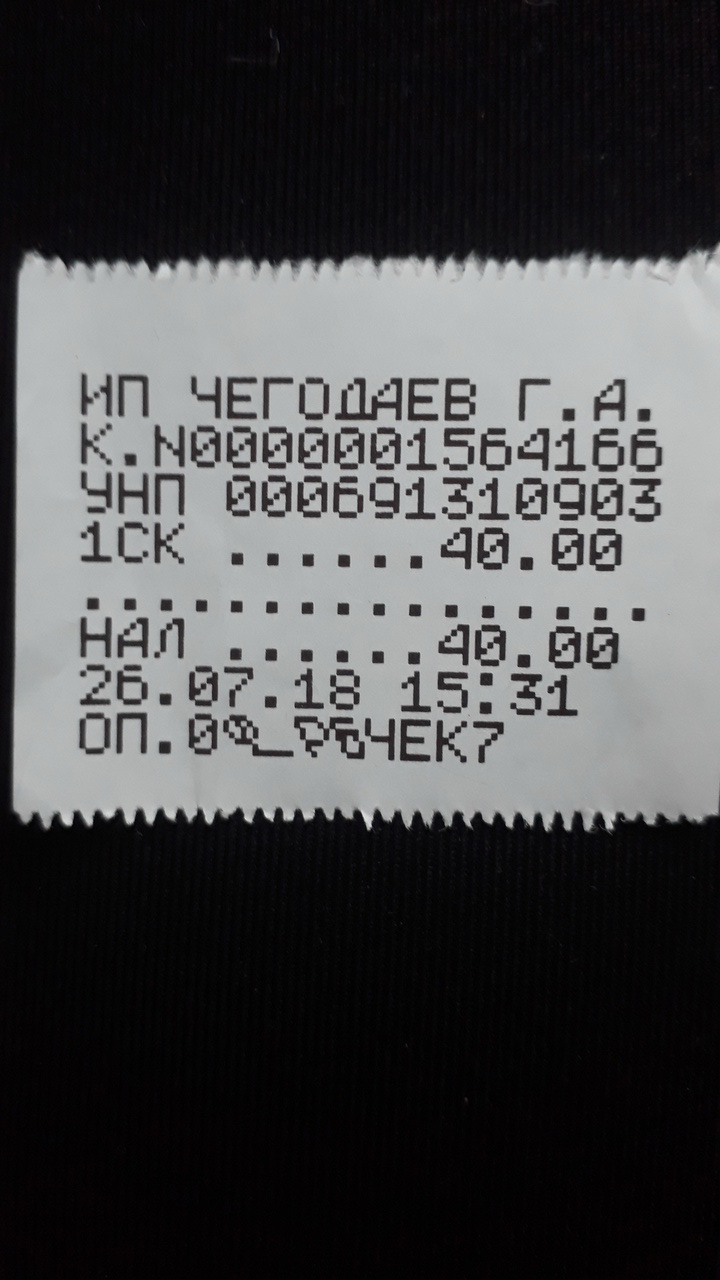 ИП ЧЕГОДАЕВ Г.А.
К.N0000001564166
УНП 000691310903
1СК ......40.00
................
НАЛ ......40.00
26.07.18 15:31
ОП.0 ЧЕК7